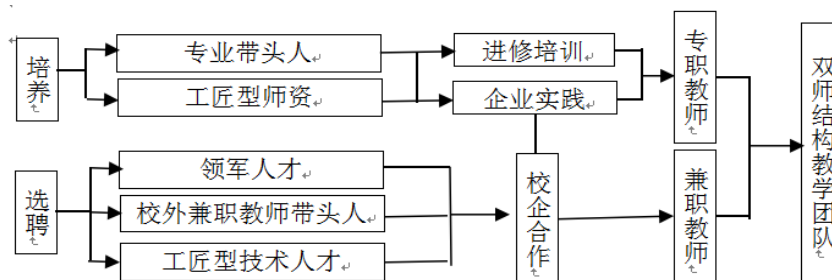 培养
专业带头人
工匠型师资
进修培训
企业实践
专职教师
选聘
领军人才
校外兼职教师带头人
工匠型技术人才
校企合作
兼职教师
双师结构教学团队